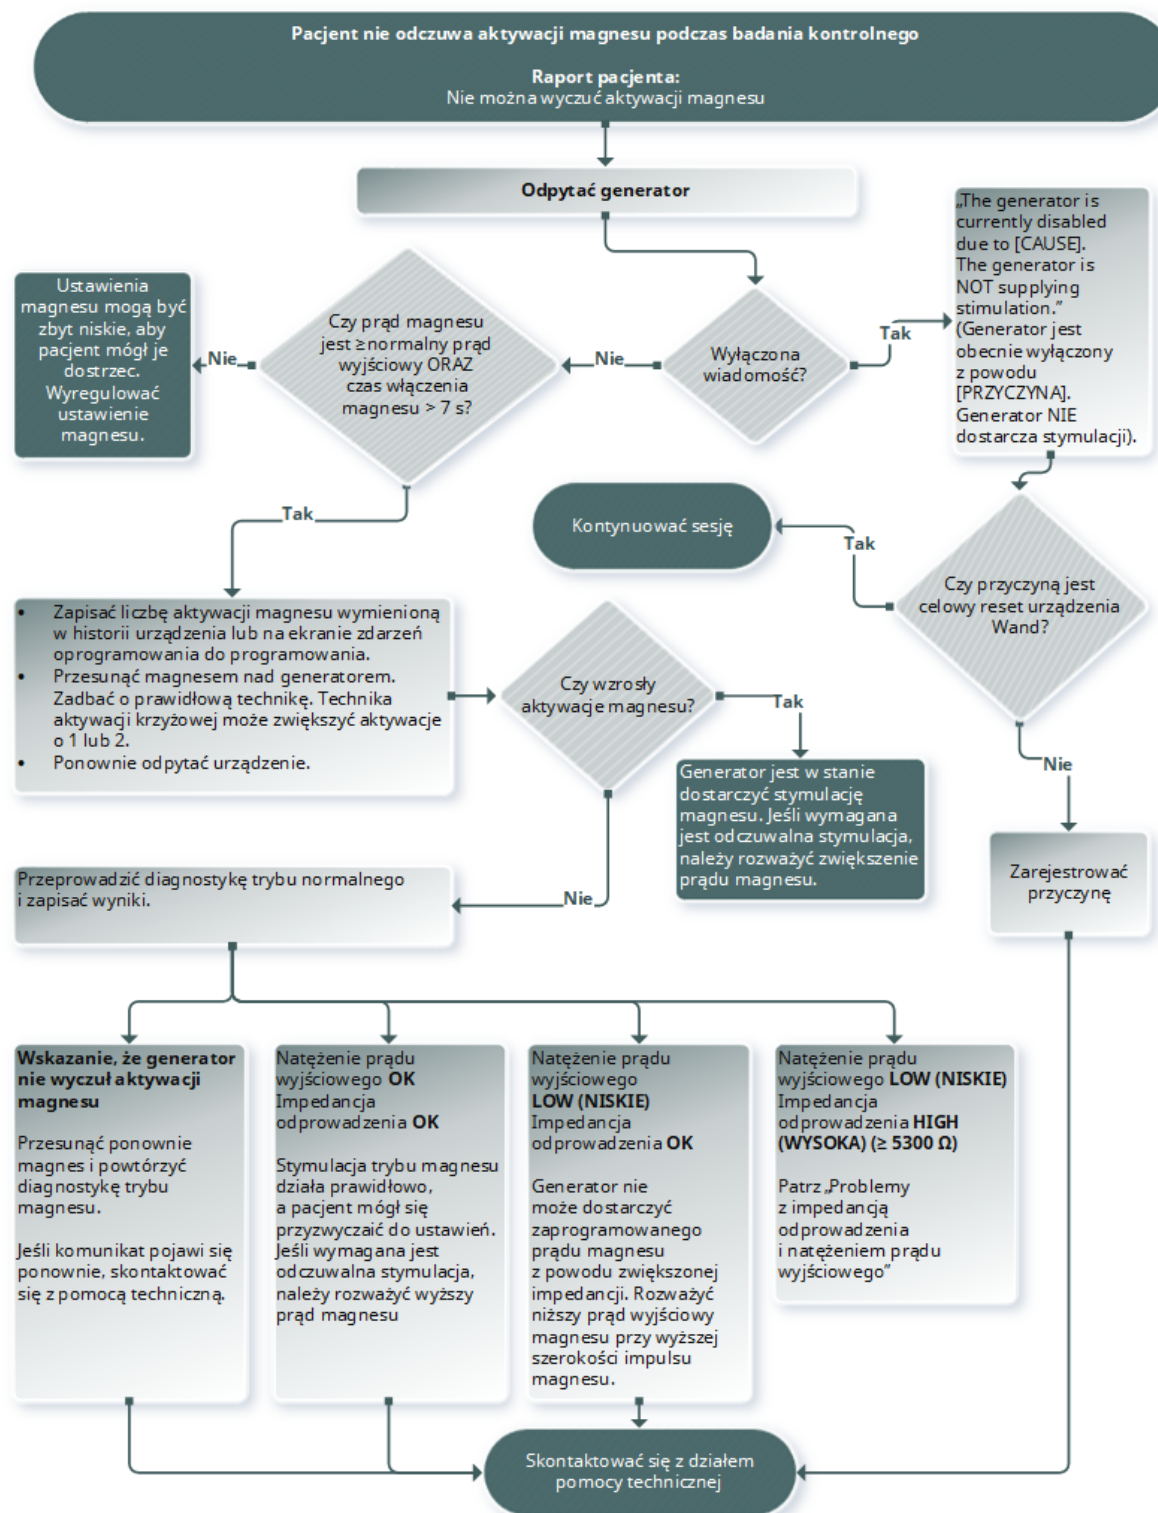 Pacjent nie odczuwa aktywacji magnesu podczas badania kontrolnego
Raport pacjenta:
Nie można wyczuć aktywacji magnesu
Odpytać generator
„The generator is
currently disabled
due to [CAUSE].
The generator is
NOT supplying
stimulation.”
(Generator jest
obecnie wyłączony
z powodu
[PRZYCZYNA].
Generator NIE
dostarcza stymulacji).
Ustawienia
magnesu mogą być
zbyt niskie, aby
pacjent mógł je
dostrzec.
Wyregulować
ustawienie
magnesu.
Nie
Czy prąd magnesu
jest ≥ normalny prąd
wyjściowy ORAZ
czas włączenia
magnesu > 7 s?
Nie
Wyłączona
wiadomość?
Tak
Tak
Kontynuować sesję
Tak
Czy przyczyną jest
celowy reset urządzenia
Wand?
• Zapisać liczbę aktywacji magnesu wymienioną
w historii urządzenia lub na ekranie zdarzeń
oprogramowania do programowania.
• Przesunąć magnesem nad generatorem.
Zadbać o prawidłową technikę. Technika
aktywacji krzyżowej może zwiększyć aktywacje
o 1 lub 2.
• Ponownie odpytać urządzenie.
Czy wzrosły
aktywacje magnesu?
Tak
Nie
Generator jest w stanie
dostarczyć stymulację
magnesu. Jeśli wymagana
jest odczuwalna stymulacja,
należy rozważyć zwiększenie
prądu magnesu.
Zarejestrować
przyczynę
Przeprowadzić diagnostykę trybu normalnego
i zapisać wyniki.
Nie
Wskazanie, że generator
nie wyczuł aktywacji
magnesu
Przesunąć ponownie
magnes i powtórzyć
diagnostykę trybu
magnesu.
Jeśli komunikat pojawi się
ponownie, skontaktować
się z pomocą techniczną.
Natężenie prądu
wyjściowego OK
Impedancja
odprowadzenia OK
Stymulacja trybu magnesu
działa prawidłowo,
a pacjent mógł się
przyzwyczaić do ustawień.
Jeśli wymagana jest
odczuwalna stymulacja,
należy rozważyć wyższy
prąd magnesu
Natężenie prądu
wyjściowego
LOW (NISKIE)
Impedancja
odprowadzenia OK
Generator nie
może dostarczyć
zaprogramowanego
prądu magnesu
z powodu zwiększonej
impedancji. Rozważyć
niższy prąd wyjściowy
magnesu przy wyższej
szerokości impulsu
magnesu.
Natężenie prądu
wyjściowego LOW (NISKIE)
Impedancja
odprowadzenia HIGH
(WYSOKA) (≥ 5300 Ω)
Patrz „Problemy
z impedancją
odprowadzenia
i natężeniem prądu
wyjściowego”
Skontaktować się z działem
pomocy technicznej